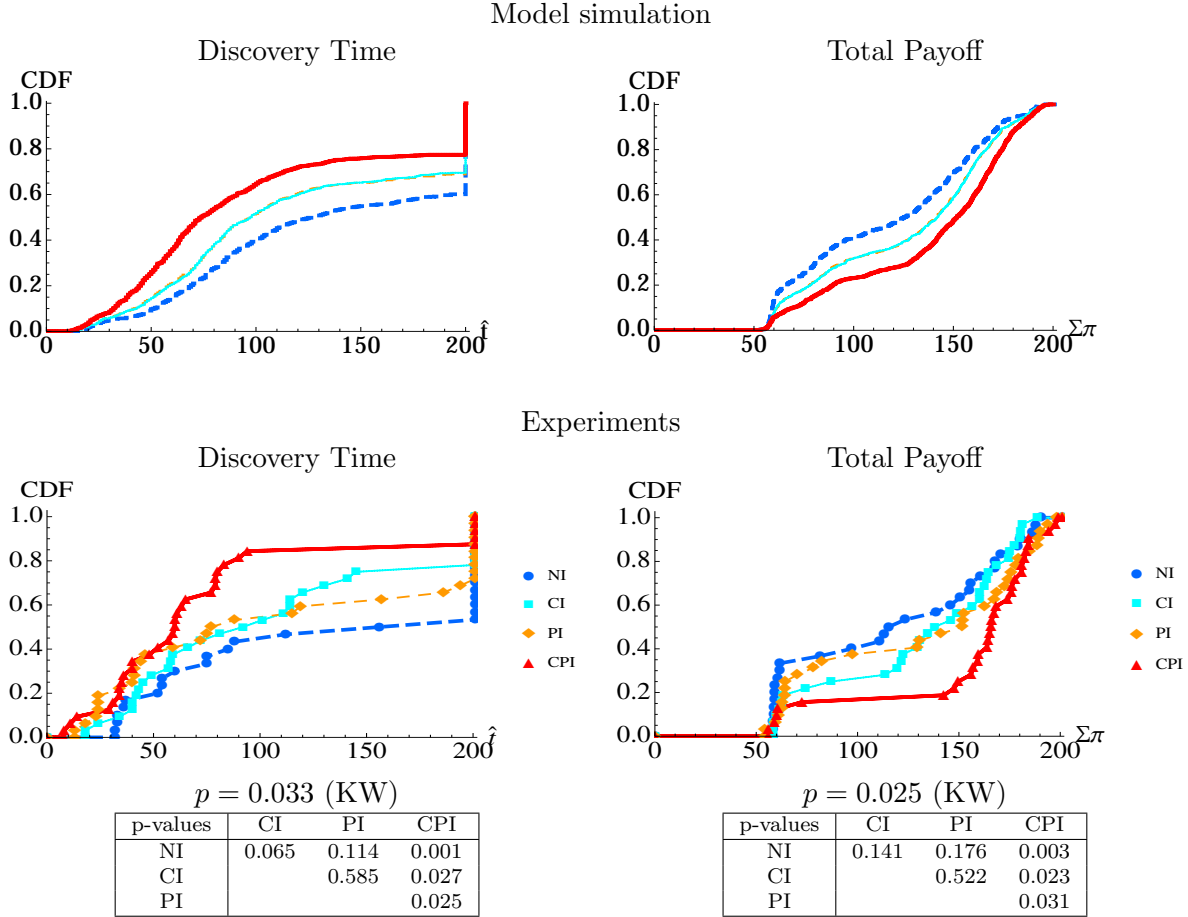 Model simulation
Discovery Time
Total Payoff
CDF
1.0
0.8
0.6
0.4
0.2
0.0
0 50 100 150 200 t̂
CDF
1.0
0.8
0.6
0.4
0.2
0.0
0 50 100 150 200 Σπ
Experiments
Discovery Time
Total Payoff
CDF
1.0
0.8
0.6
0.4
0.2
0.0
0 50 100 150 200 t̂
NI
CI
PI
CPI
CDF
1.0
0.8
0.6
0.4
0.2
0.0
0 50 100 150 200 Σπ
NI
CI
PI
CPI
p = 0.033 (KW)
p-values CI PI CPI
NI 0.065 0.114 0.001
CI 0.585 0.027
PI 0.025
p = 0.025 (KW)
p-values CI PI CPI
NI 0.141 0.176 0.003
CI 0.522 0.023
PI 0.031